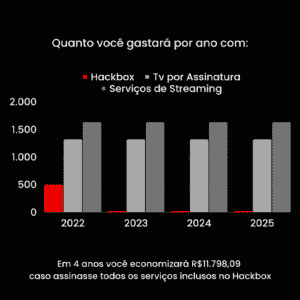 Quanto você gastará por ano com:
Hackbox Tv por Assinatura
Serviços de Streaming
2.000
1.500
1.000
500
0
2022 2023 2024 2025
Em 4 anos você economizará R$11.798,09
caso assinasse todos os serviços inclusos no Hackbox